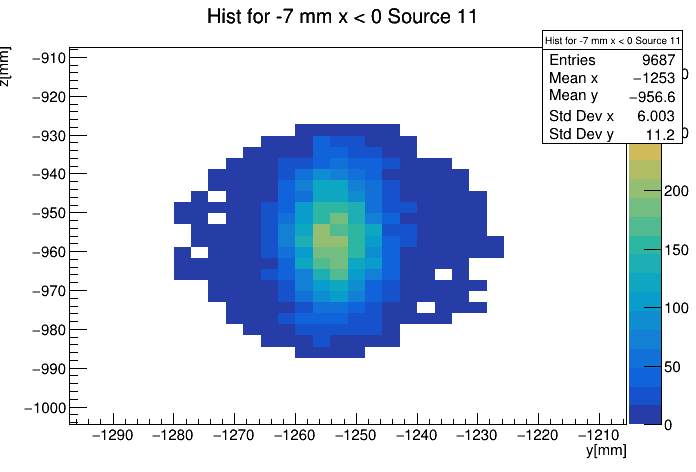 Hist for -7 mm x < 0 Source 11
Hist for -7 mm x < 0 Source 11
Entries 9687
Mean x −1253
Mean y −956.6
Std Dev x 6.003
Std Dev y 11.2
z[mm]
−910
−920
−930
−940
−950
−960
−970
−980
−990
−1000
0
0
200
150
100
50
0
−1290 −1280 −1270 −1260 −1250 −1240 −1230 −1220 −1210
y[mm]